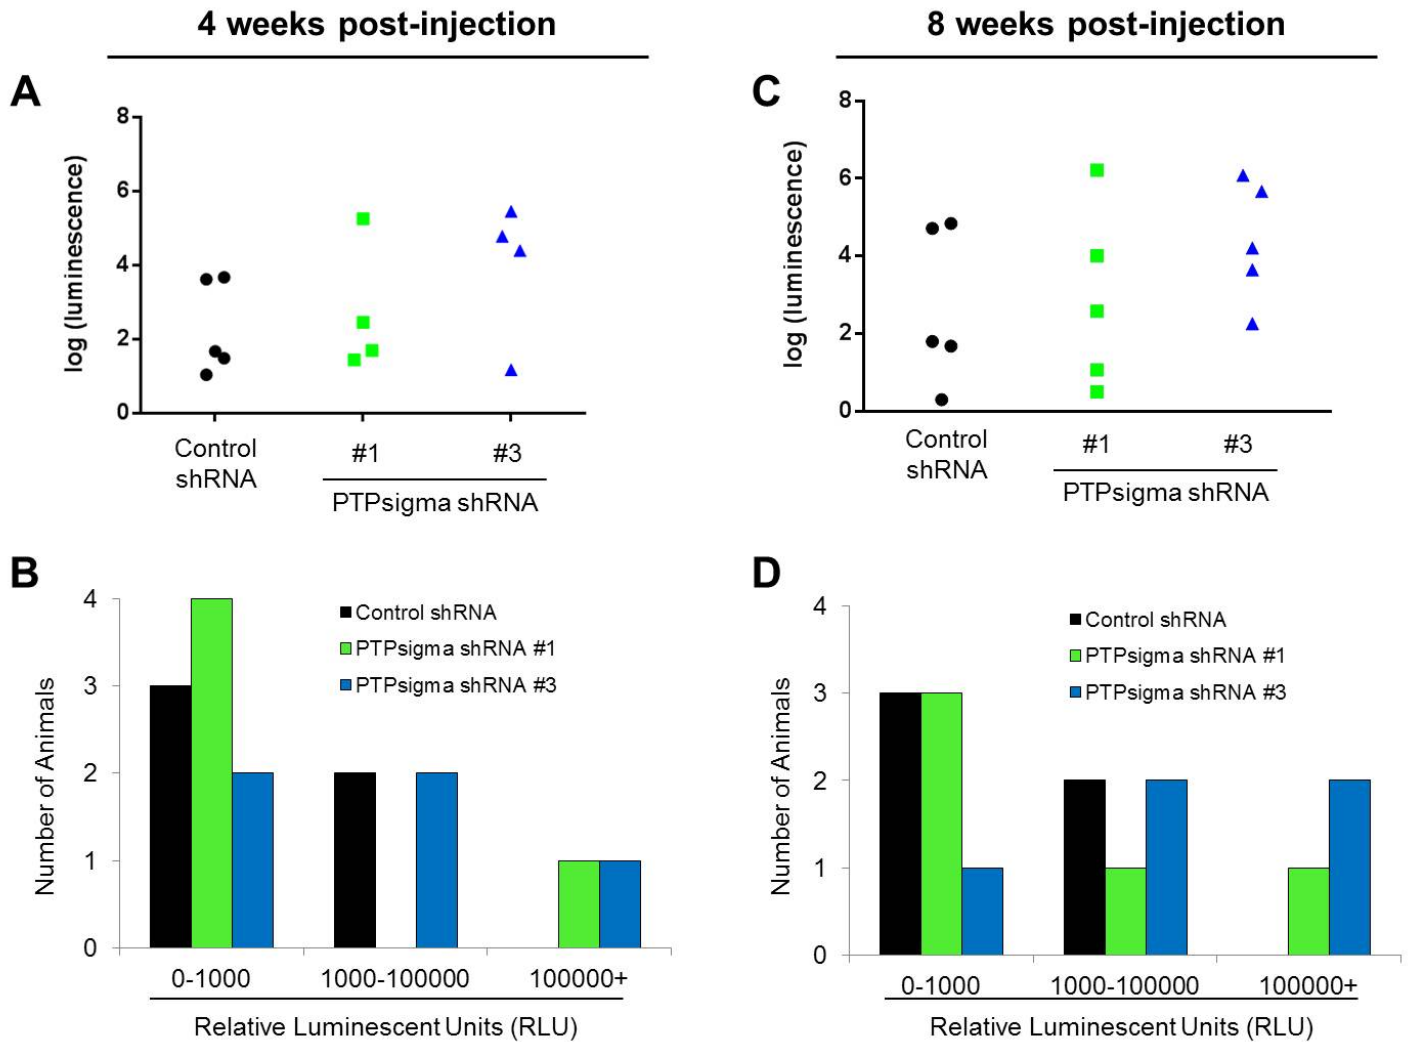 4 weeks post-injection
8 weeks post-injection
A
8
6
4
2
0
log (luminescence)
Control
shRNA
#1
#3
PTPsigma shRNA
C
8
6
4
2
0
log (luminescence)
Control
shRNA
#1
#3
PTPsigma shRNA
B
4
3
2
1
0
Number of Animals
Control shRNA
PTPsigma shRNA #1
PTPsigma shRNA #3
0-1000
1000-100000
100000+
Relative Luminescent Units (RLU)
D
4
3
2
1
0
Number of Animals
Control shRNA
PTPsigma shRNA #1
PTPsigma shRNA #3
0-1000
1000-100000
100000+
Relative Luminescent Units (RLU)